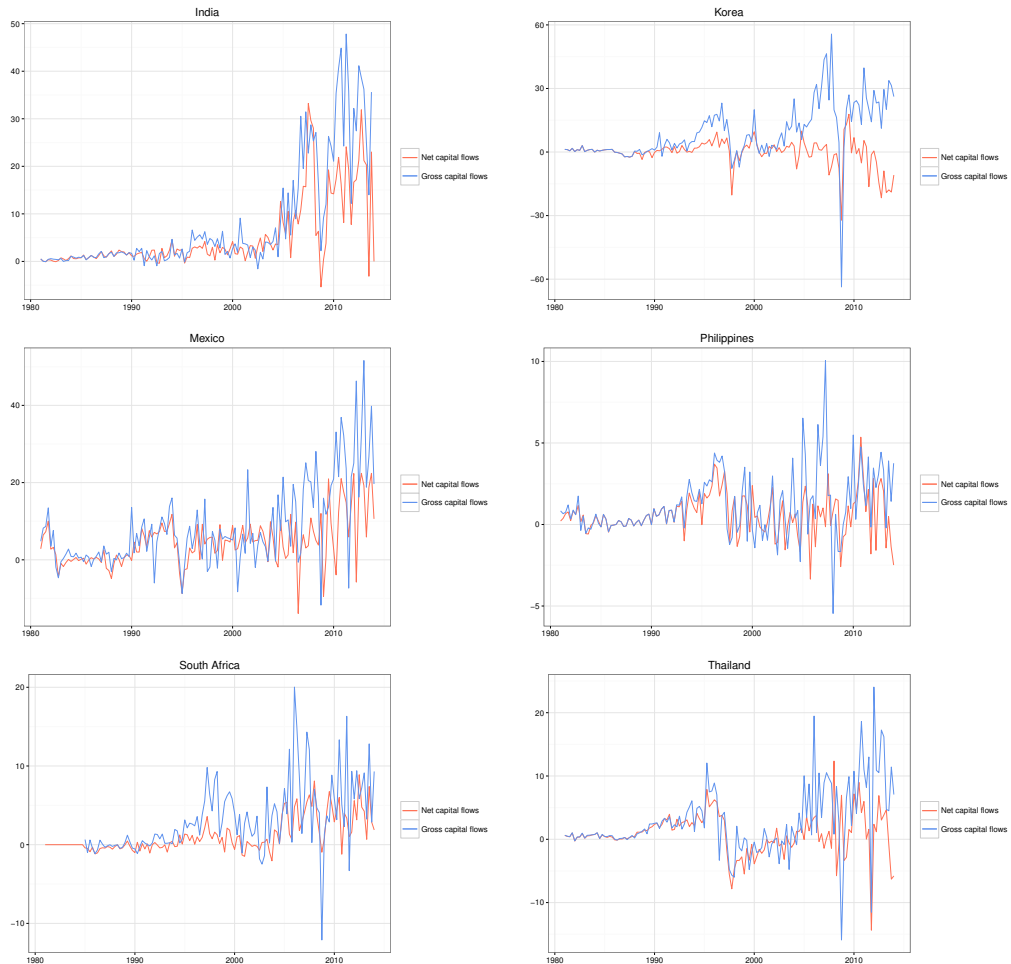 India
50
40
30
20
10
0
1980 1990 2000 2010
Net capital flows
Gross capital flows
Korea
60
30
0
−30
−60
1980 1990 2000 2010
Net capital flows
Gross capital flows
Mexico
40
20
0
1980 1990 2000 2010
Net capital flows
Gross capital flows
Philippines
10
5
0
−5
1980 1990 2000 2010
Net capital flows
Gross capital flows
South Africa
20
10
0
−10
1980 1990 2000 2010
Net capital flows
Gross capital flows
Thailand
20
10
0
−10
1980 1990 2000 2010
Net capital flows
Gross capital flows